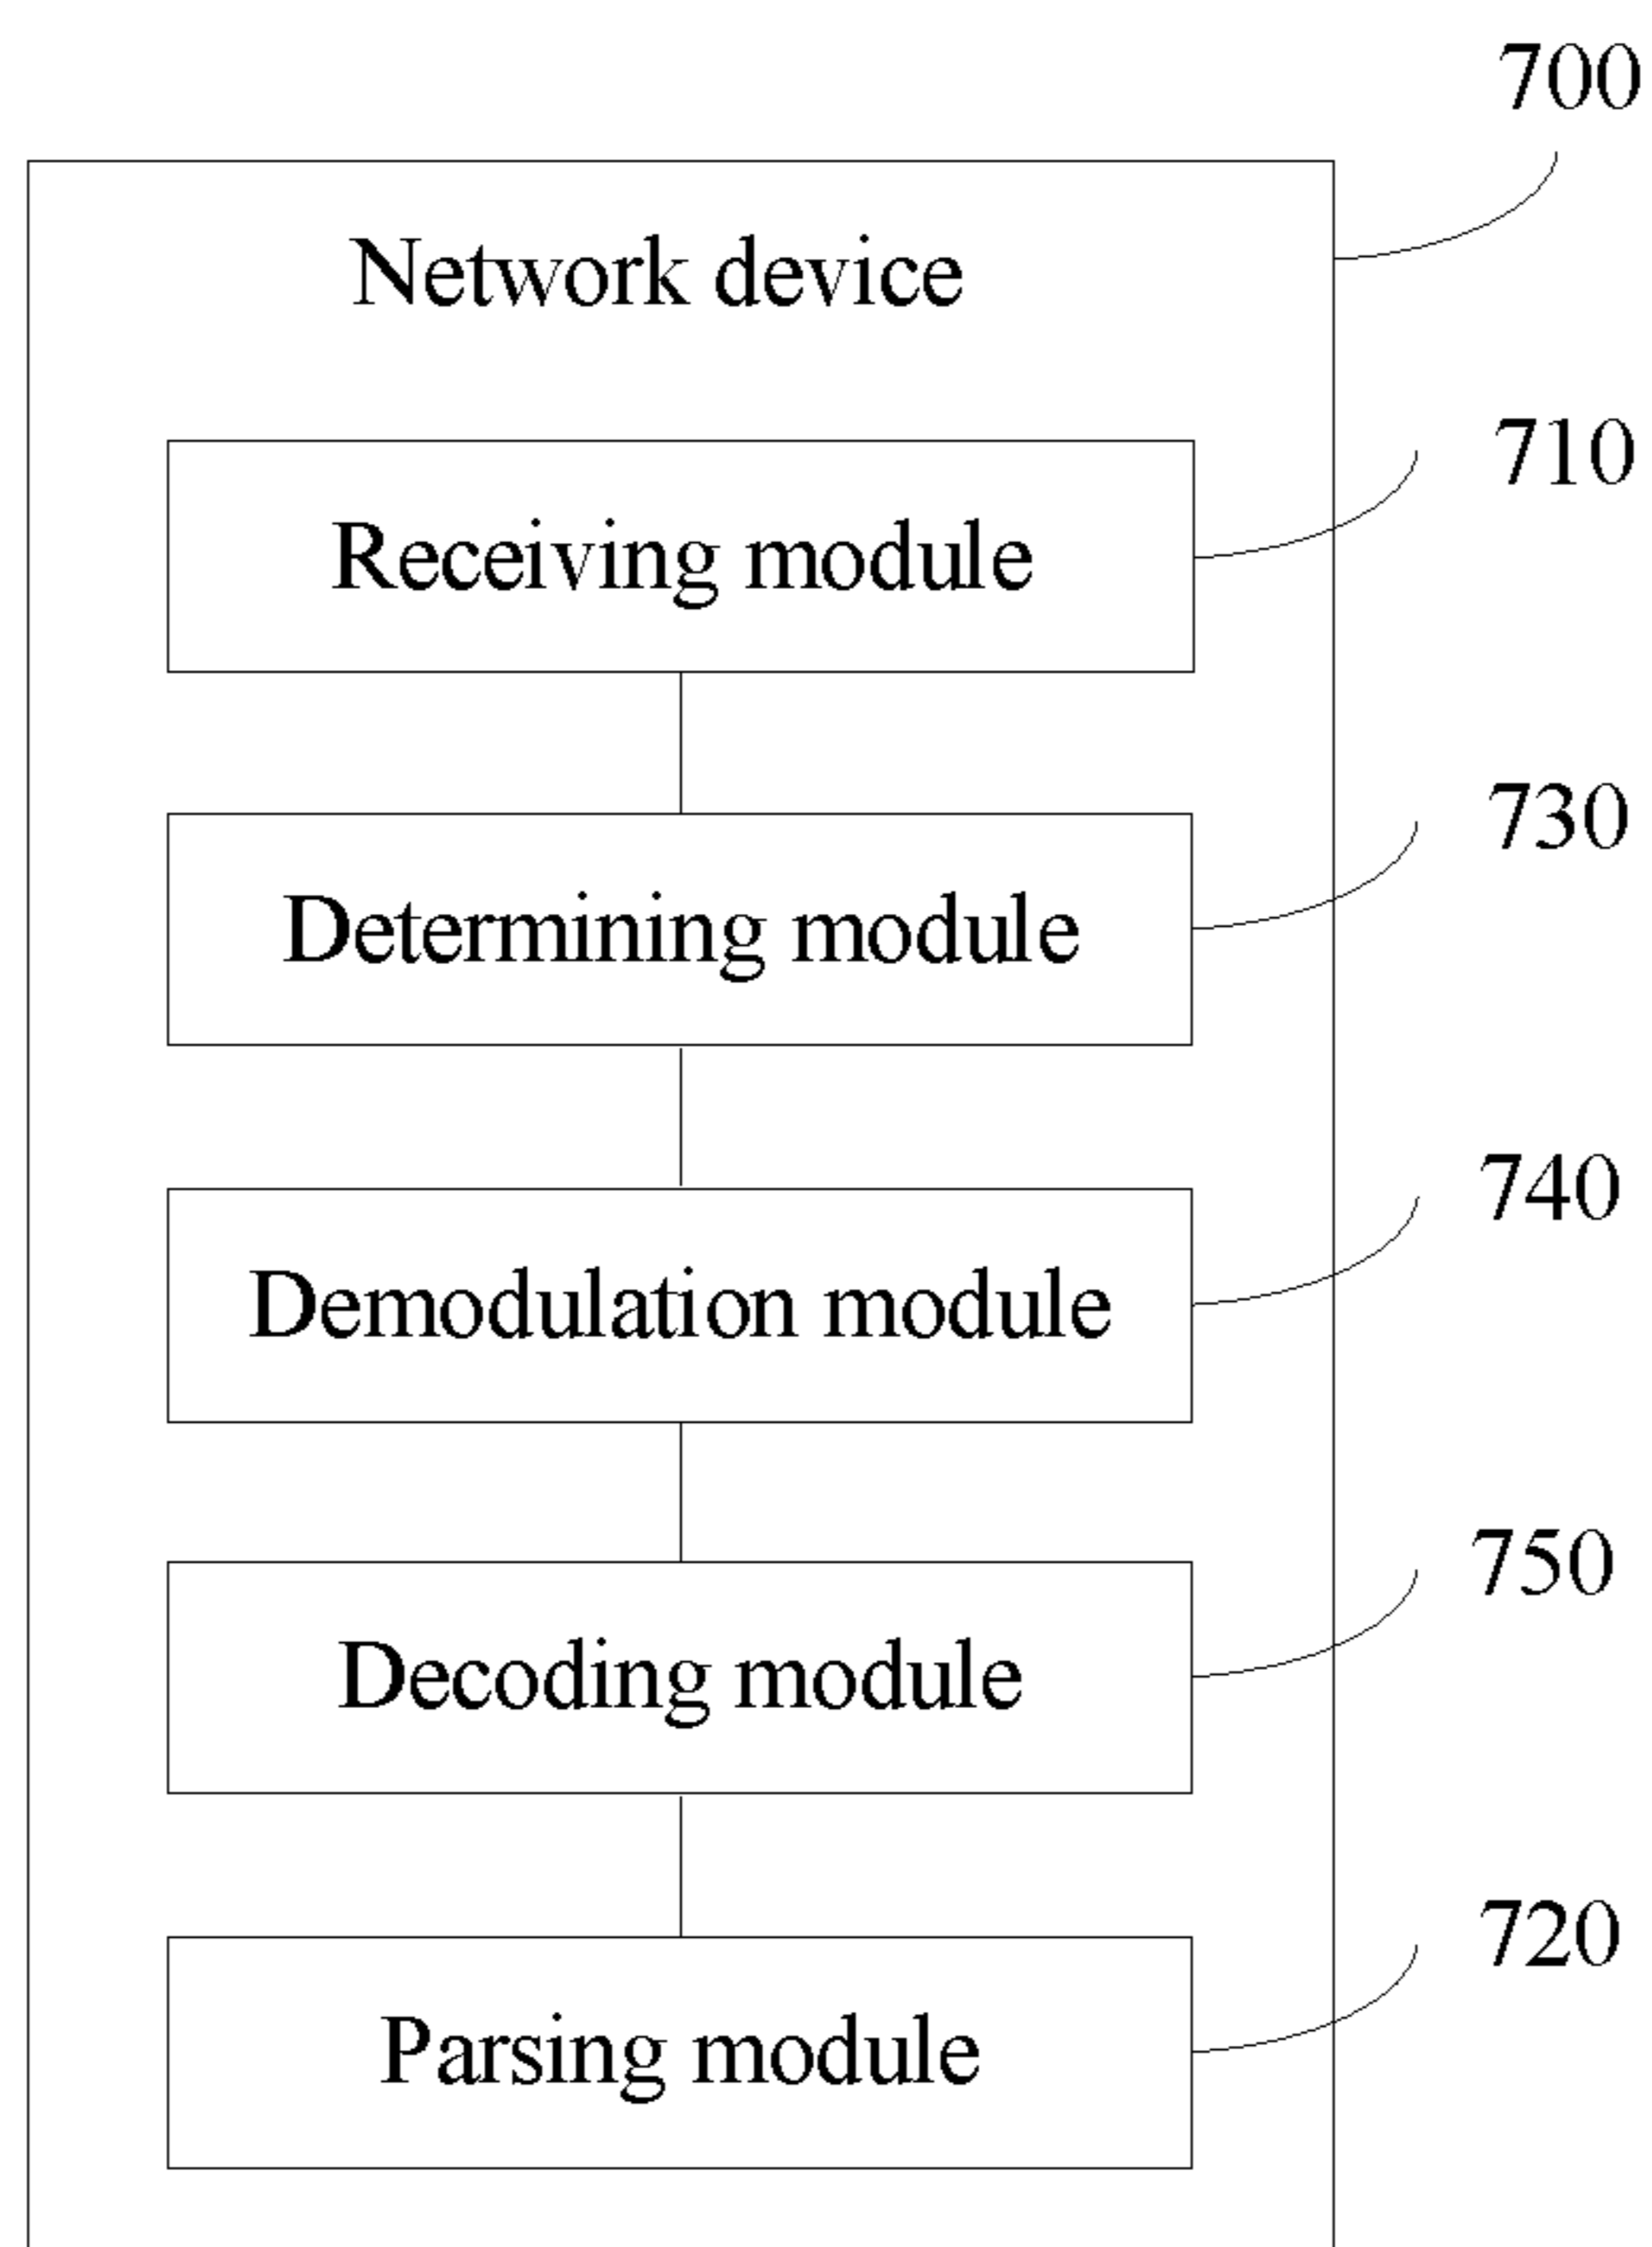 700
Network device
710
Receiving module
730
Determining module
740
Demodulation module
750
Decoding module
720
Parsing module